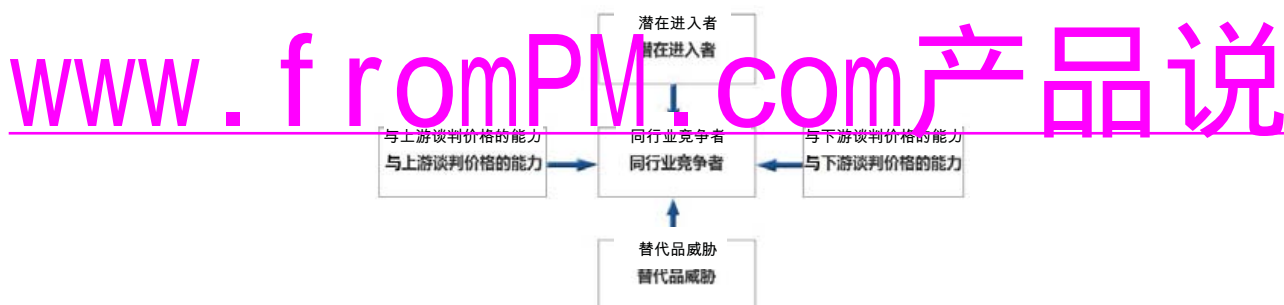 潜在进入者
潜在进入者
www.fromPM.com产品说
与上游谈判价格的能力
同行业竞争者
与下游谈判价格的能力
与上游谈判价格的能力
同行业竞争者
与下游谈判价格的能力
替代品威胁
替代品威胁